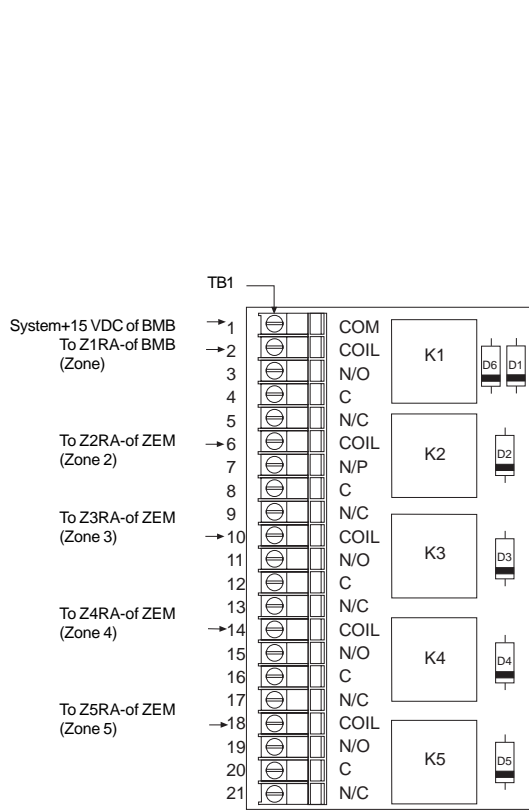 TB1
System+15 VDC of BMB
To Z1RA-of BMB
(Zone)
To Z2RA-of ZEM
(Zone 2)
To Z3RA-of ZEM
(Zone 3)
To Z4RA-of ZEM
(Zone 4)
To Z5RA-of ZEM
(Zone 5)
1 COM
2 COIL
3 N/O
4 C
5 N/C
6 COIL
7 N/P
8 C
9 N/C
10 COIL
11 N/O
12 C
13 N/C
14 COIL
15 N/O
16 C
17 N/C
18 COIL
19 N/O
20 C
21 N/C
K1
D6 D1
K2
D2
K3
D3
K4
D4
K5
D5